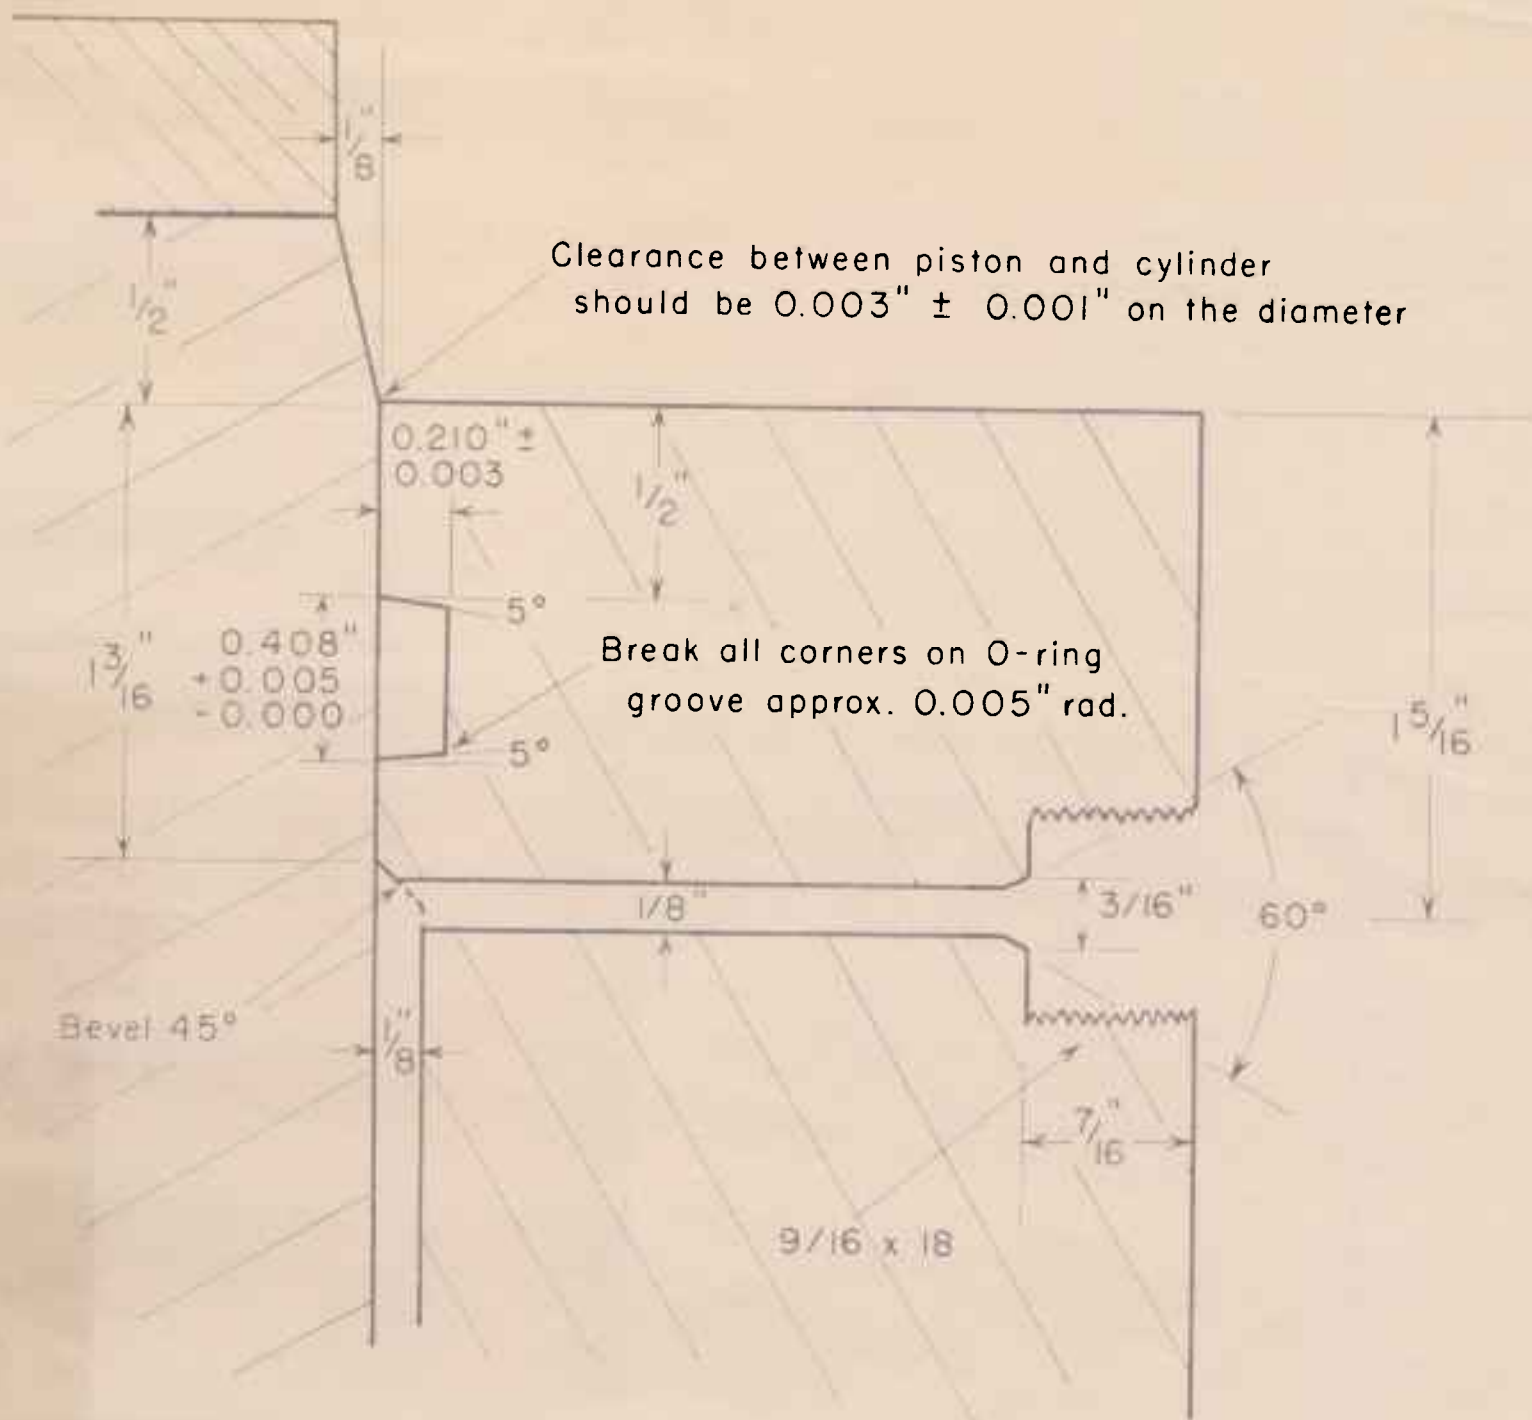 1/8"
Clearance between piston and cylinder
should be 0.003" ± 0.001" on the diameter
1/2"
0.210" ±
0.003
1/2"
5°
0.408"
+0.005
-0.000
1 3/16"
Break all corners on O-ring
groove approx. 0.005" rad.
5°
1 5/16"
1/8"
3/16"
60°
Bevel 45°
1/8"
7/16"
9/16 x 18